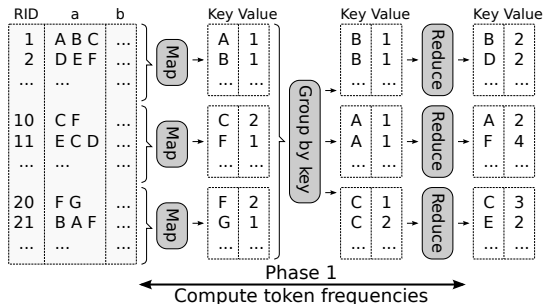 RID a b Key Value Key Value Key Value
1 A B C ... A 1 B 1 B 2
2 D E F ... B 1 B 1 D 2
... ... ... ... ... ... ... ... ...
Map Reduce
10 C F ... C 2 A 1 A 2
11 E C D ... F 1 A 1 F 4
... ... ... ... ... ... ... ... ...
Map Group by key Reduce
20 F G ... F 2 C 1 C 3
21 B A F ... G 1 C 2 E 2
... ... ... ... ... ... ... ... ...
Map Reduce
Phase 1
Compute token frequencies